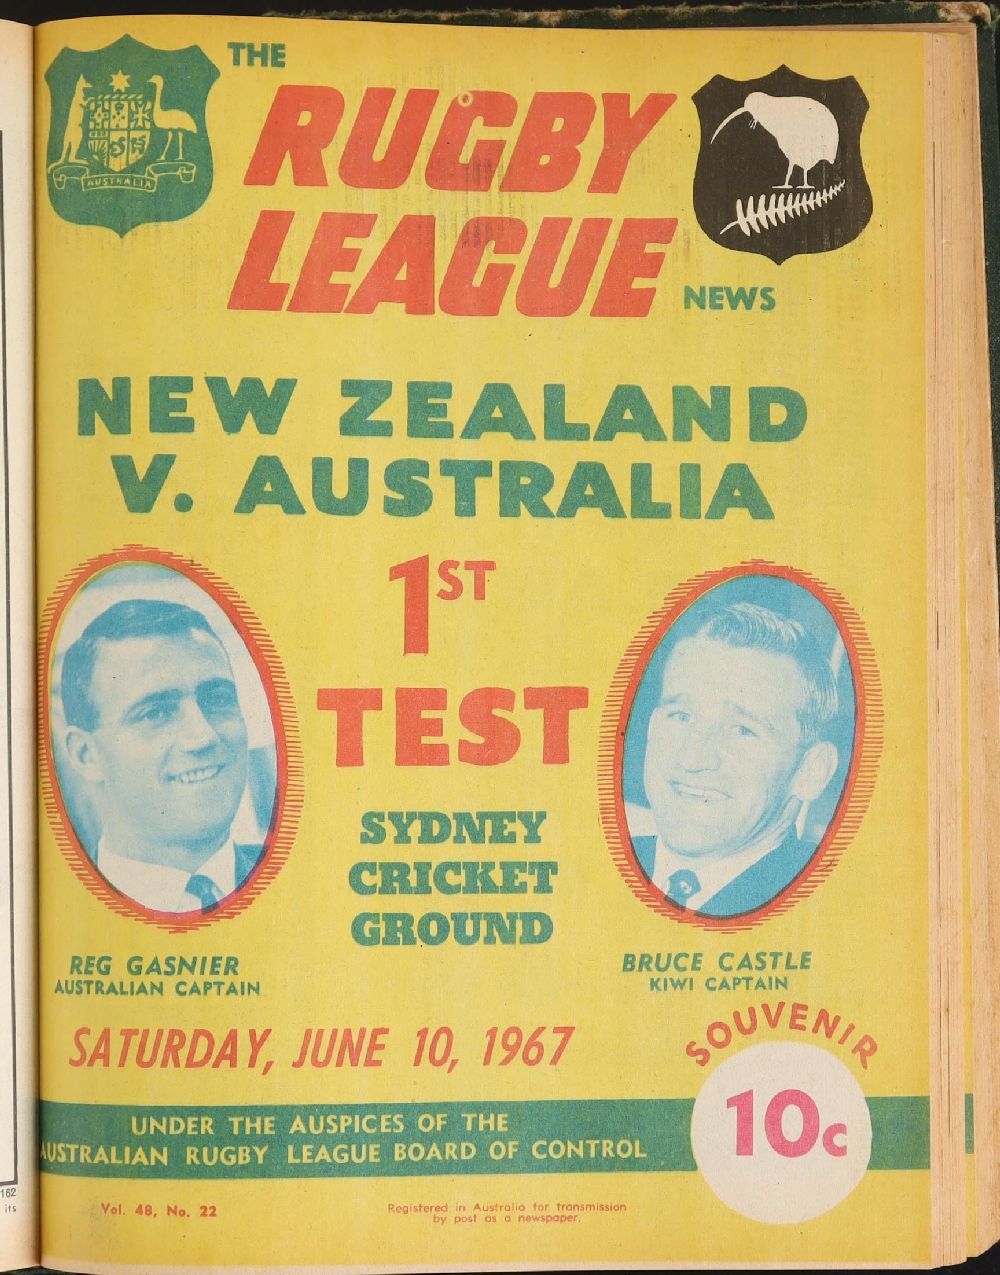 THE
RUGBY
LEAGUE
NEWS
AUSTRALIA
NEW ZEALAND
V. AUSTRALIA
1ST
TEST
SYDNEY
CRICKET
GROUND
REG GASNIER
AUSTRALIAN CAPTAIN
BRUCE CASTLE
KIWI CAPTAIN
SATURDAY, JUNE 10, 1967
SOUVENIR
10c
UNDER THE AUSPICES OF THE
AUSTRALIAN RUGBY LEAGUE BOARD OF CONTROL
Vol. 48, No. 22
Registered in Australia for transmission
by post as a newspaper.
162
its